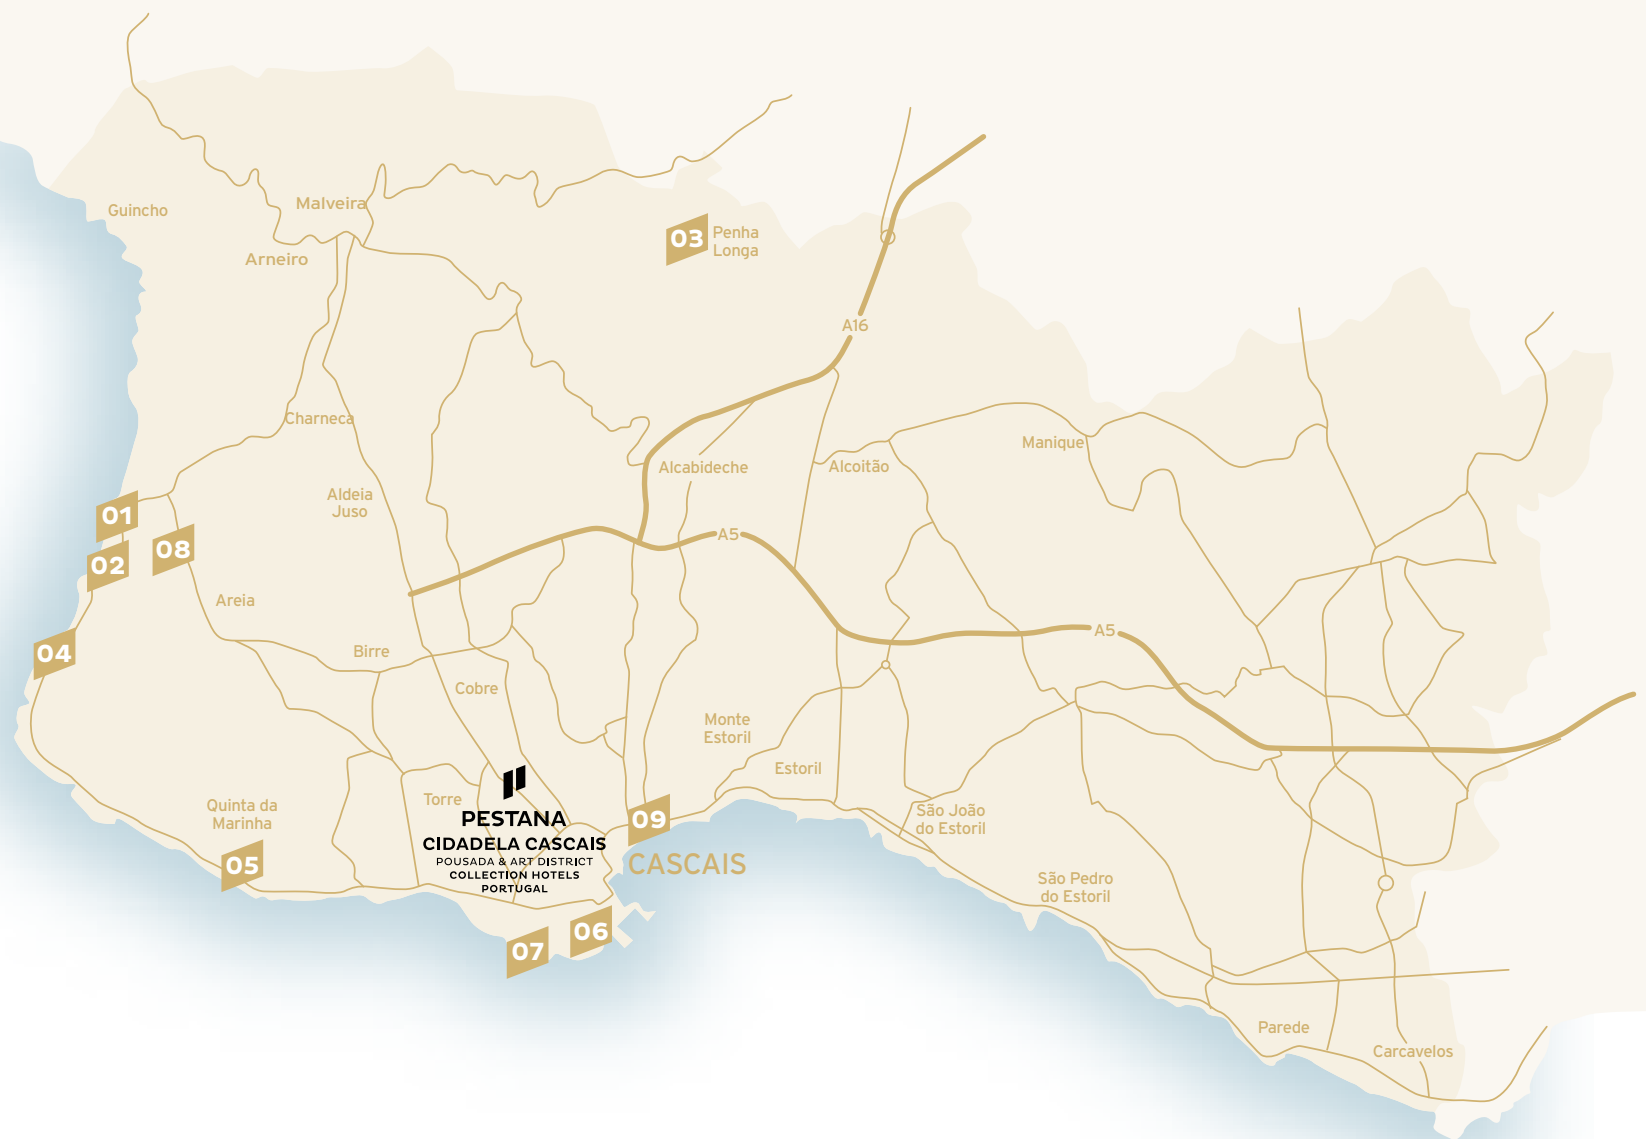 Guincho
Malveira
Arneiro
03
Penha
Longa
A16
Charneca
Manique
Alcabideche
Alcoitão
Aldeia
Juso
01
02
08
A5
Areia
A5
04
Birre
Cobre
Monte
Estoril
Estoril
Quinta da
Marinha
Torre
PESTANA
CIDADELA CASCAIS
POUSADA & ART DISTRICT
COLLECTION HOTELS
PORTUGAL
09
CASCAIS
São João
do Estoril
05
São Pedro
do Estoril
06
07
Parede
Carcavelos